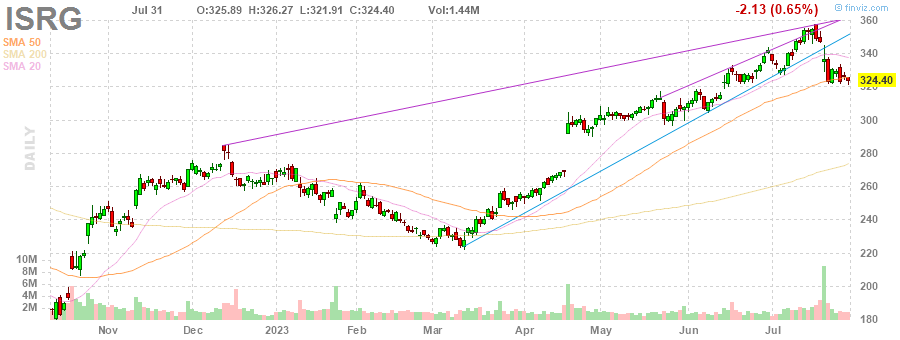 ISRG
Jul 31 O:325.89 H:326.27 L:321.91 C:324.40 Vol:1.44M -2.13 (0.65%)
© finviz.com
SMA 50
SMA 200
SMA 20
DAILY
360
340
324.40
320
300
280
260
240
220
200
180
10M
8M
6M
4M
2M
Nov Dec 2023 Feb Mar Apr May Jun Jul